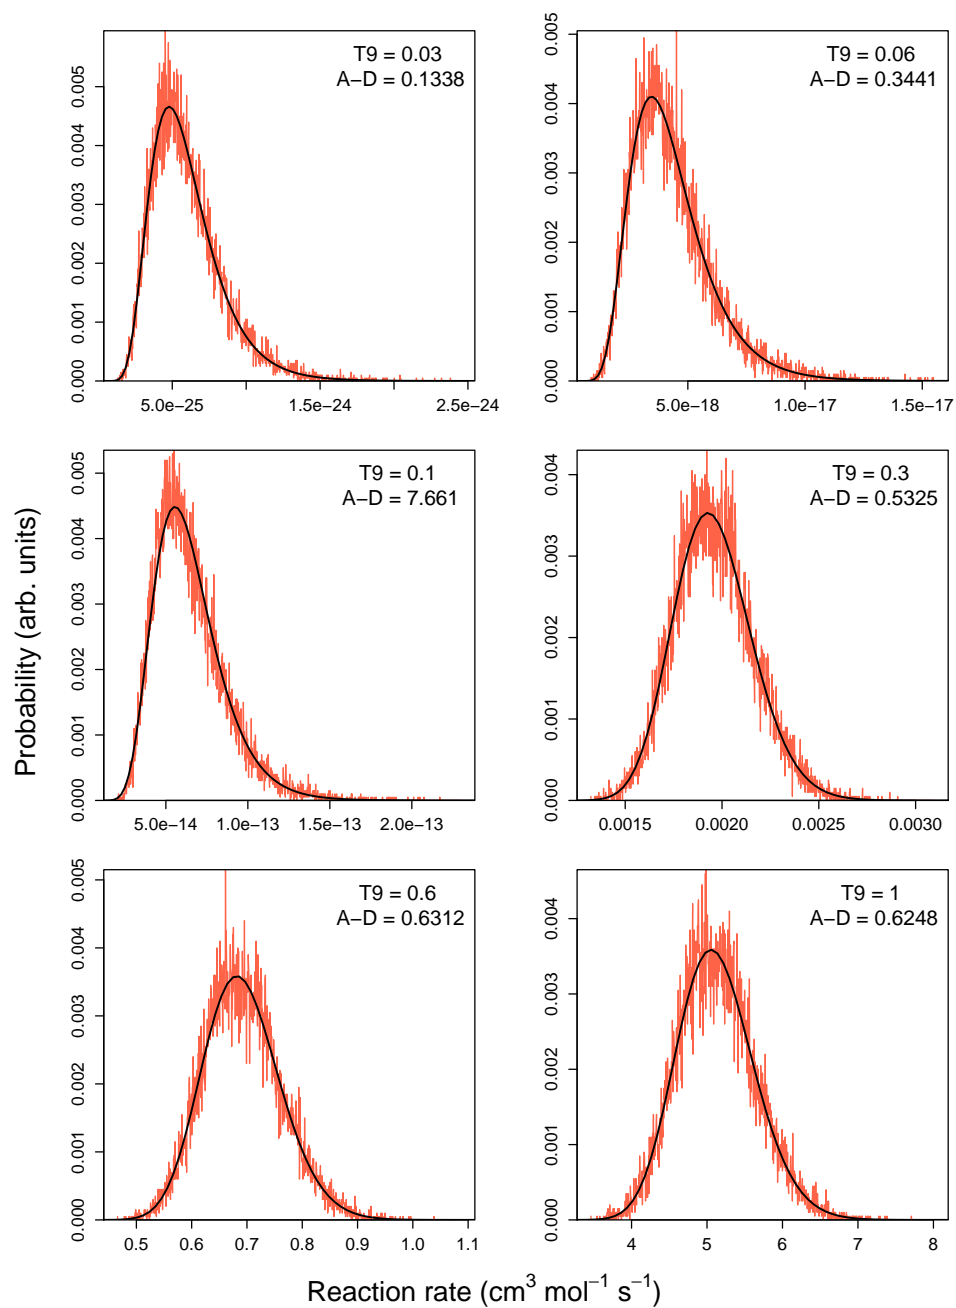 T9 = 0.03
A−D = 0.1338
0.000 0.001 0.002 0.003 0.004 0.005
5.0e−25 1.5e−24 2.5e−24
T9 = 0.06
A−D = 0.3441
0.000 0.001 0.002 0.003 0.004 0.005
5.0e−18 1.0e−17 1.5e−17
Probability (arb. units)
T9 = 0.1
A−D = 7.661
0.000 0.001 0.002 0.003 0.004 0.005
5.0e−14 1.0e−13 1.5e−13 2.0e−13
T9 = 0.3
A−D = 0.5325
0.000 0.001 0.002 0.003 0.004
0.0015 0.0020 0.0025 0.0030
T9 = 0.6
A−D = 0.6312
0.000 0.001 0.002 0.003 0.004 0.005
0.5 0.6 0.7 0.8 0.9 1.0 1.1
T9 = 1
A−D = 0.6248
0.000 0.001 0.002 0.003 0.004
4 5 6 7 8
Reaction rate (cm³ mol⁻¹ s⁻¹)